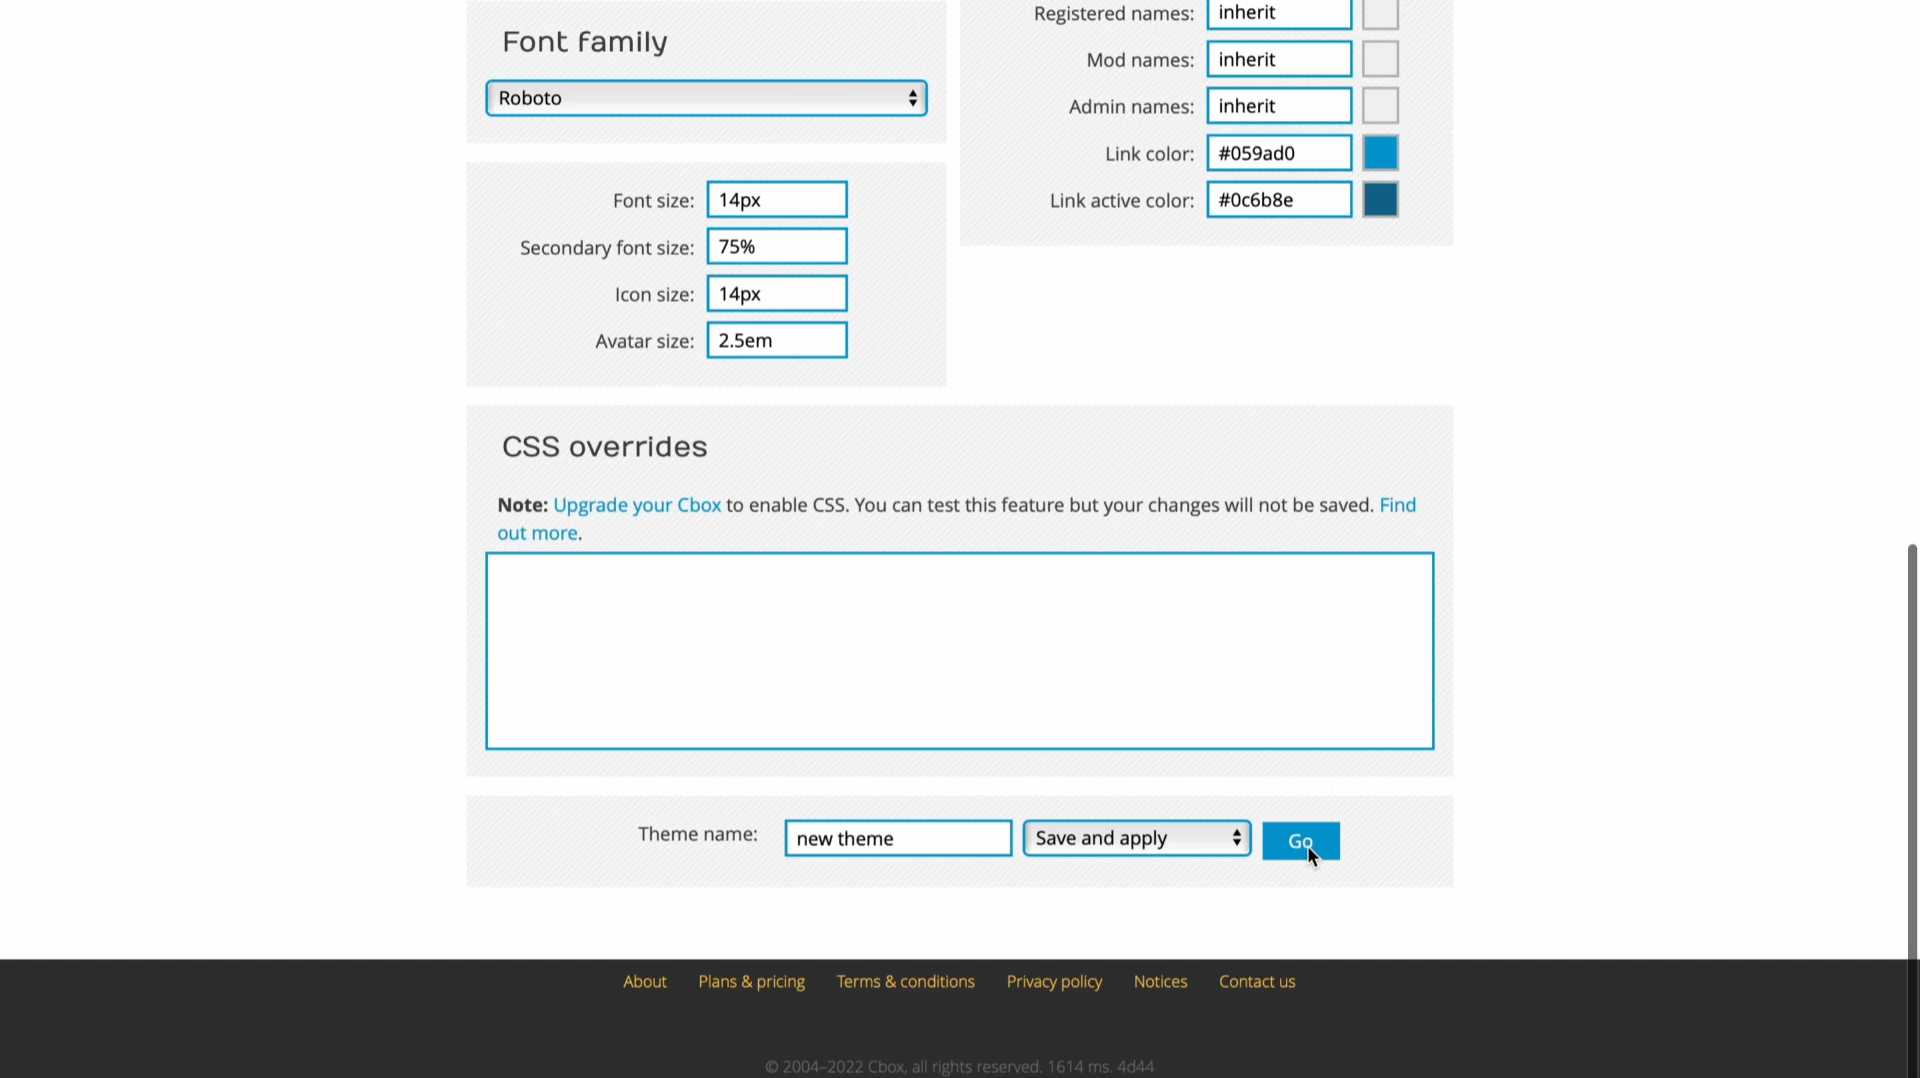 Font family
Roboto
Font size: 14px
Secondary font size: 75%
Icon size: 14px
Avatar size: 2.5em
Registered names: inherit
Mod names: inherit
Admin names: inherit
Link color: #059ad0
Link active color: #0c6b8e
CSS overrides
Note: Upgrade your Cbox to enable CSS. You can test this feature but your changes will not be saved. Find
out more.
Theme name: new theme Save and apply Go
About Plans & pricing Terms & conditions Privacy policy Notices Contact us
© 2004–2022 Cbox, all rights reserved. 1614 ms. 4d44